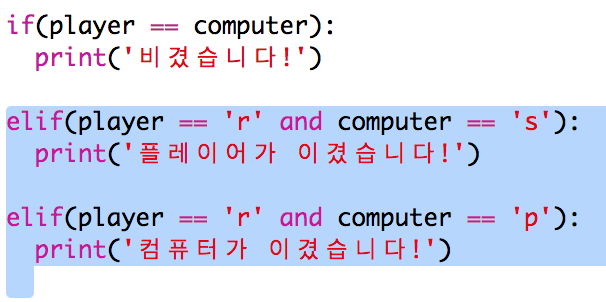 if(player == computer):
  print('비겼습니다!')
elif(player == 'r' and computer == 's'):
  print('플레이어가 이겼습니다!')
elif(player == 'r' and computer == 'p'):
  print('컴퓨터가 이겼습니다!')